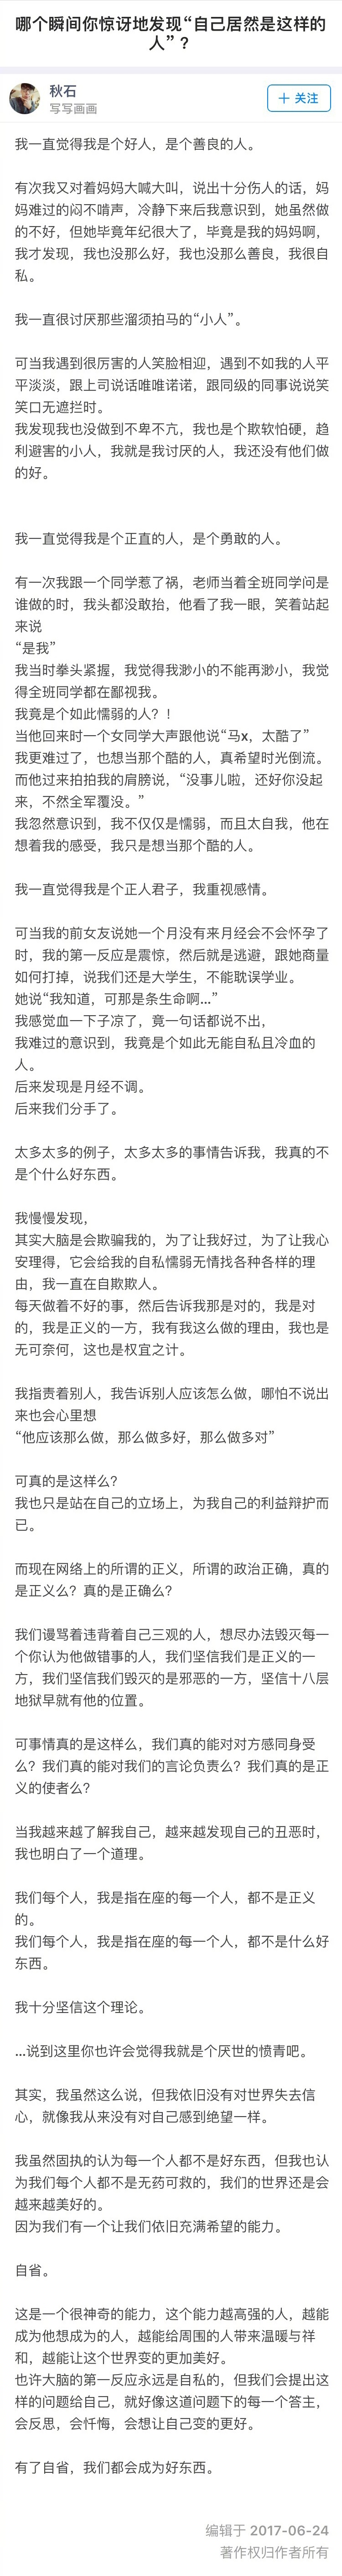 哪个瞬间你惊讶地发现“自己居然是这样的
人”？
秋石
写写画画
＋ 关注
我一直觉得我是个好人，是个善良的人。
有次我又对着妈妈大喊大叫，说出十分伤人的话，妈
妈难过的闷不啃声，冷静下来后我意识到，她虽然做
的不好，但她毕竟年纪很大了，毕竟是我的妈妈啊，
我才发现，我也没那么好，我也没那么善良，我很自
私。
我一直很讨厌那些溜须拍马的“小人”。
可当我遇到很厉害的人笑脸相迎，遇到不如我的人平
平淡淡，跟上司说话唯唯诺诺，跟同级的同事说说笑
笑口无遮拦时。
我发现我也没做到不卑不亢，我也是个欺软怕硬，趋
利避害的小人，我就是我讨厌的人，我还没有他们做
的好。
我一直觉得我是个正直的人，是个勇敢的人。
有一次我跟一个同学惹了祸，老师当着全班同学问是
谁做的时，我头都没敢抬，他看了我一眼，笑着站起
来说
“是我”
我当时拳头紧握，我觉得我渺小的不能再渺小，我觉
得全班同学都在鄙视我。
我竟是个如此懦弱的人？！
当他回来时一个女同学大声跟他说“马x，太酷了”
我更难过了，也想当那个酷的人，真希望时光倒流。
而他过来拍拍我的肩膀说，“没事儿啦，还好你没起
来，不然全军覆没。”
我忽然意识到，我不仅仅是懦弱，而且太自我，他在
想着我的感受，我只是想当那个酷的人。
我一直觉得我是个正人君子，我重视感情。
可当我的前女友说她一个月没有来月经会不会怀孕了
时，我的第一反应是震惊，然后就是逃避，跟她商量
如何打掉，说我们还是大学生，不能耽误学业。
她说“我知道，可那是条生命啊...”
我感觉血一下子凉了，竟一句话都说不出，
我难过的意识到，我竟是个如此无能自私且冷血的
人。
后来发现是月经不调。
后来我们分手了。
太多太多的例子，太多太多的事情告诉我，我真的不
是个什么好东西。
我慢慢发现，
其实大脑是会欺骗我的，为了让我好过，为了让我心
安理得，它会给我的自私懦弱无情找各种各样的理
由，我一直在自欺欺人。
每天做着不好的事，然后告诉我那是对的，我是对
的，我是正义的一方，我有我这么做的理由，我也是
无可奈何，这也是权宜之计。
我指责着别人，我告诉别人应该怎么做，哪怕不说出
来也会心里想
“他应该那么做，那么做多好，那么做多对”
可真的是这样么？
我也只是站在自己的立场上，为我自己的利益辩护而
已。
而现在网络上的所谓的正义，所谓的政治正确，真的
是正义么？真的是正确么？
我们谩骂着违背着自己三观的人，想尽办法毁灭每一
个你认为他做错事的人，我们坚信我们是正义的一
方，我们坚信我们毁灭的是邪恶的一方，坚信十八层
地狱早就有他的位置。
可事情真的是这样么，我们真的能对对方感同身受
么？我们真的能对我们的言论负责么？我们真的是正
义的使者么？
当我越来越了解我自己，越来越发现自己的丑恶时，
我也明白了一个道理。
我们每个人，我是指在座的每一个人，都不是正义
的。
我们每个人，我是指在座的每一个人，都不是什么好
东西。
我十分坚信这个理论。
...说到这里你也许会觉得我就是个厌世的愤青吧。
其实，我虽然这么说，但我依旧没有对世界失去信
心，就像我从来没有对自己感到绝望一样。
我虽然固执的认为每一个人都不是好东西，但我也认
为我们每个人都不是无药可救的，我们的世界还是会
越来越美好的。
因为我们有一个让我们依旧充满希望的能力。
自省。
这是一个很神奇的能力，这个能力越高强的人，越能
成为他想成为的人，越能给周围的人带来温暖与祥
和，越能让这个世界变的更加美好。
也许大脑的第一反应永远是自私的，但我们会提出这
样的问题给自己，就好像这道问题下的每一个答主，
会反思，会忏悔，会想让自己变的更好。
有了自省，我们都会成为好东西。
编辑于 2017-06-24
著作权归作者所有